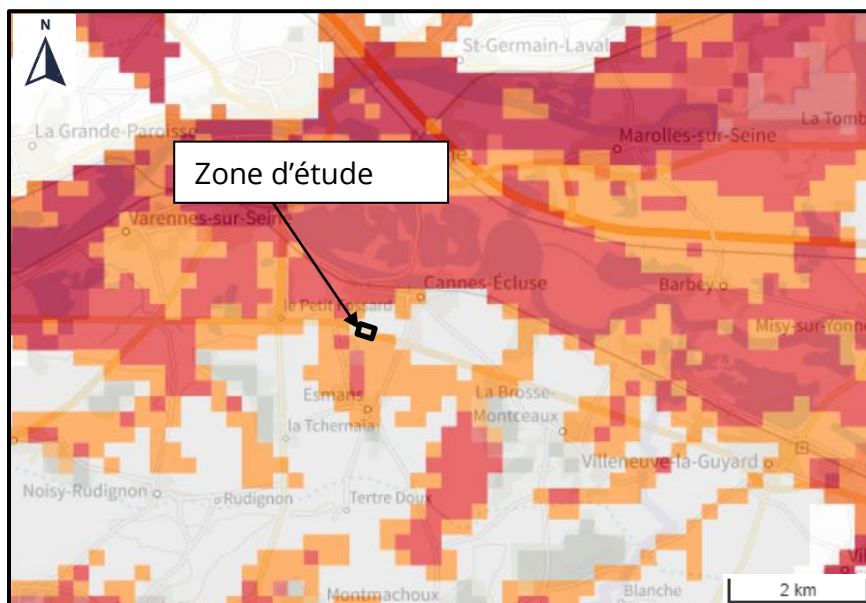 N
St-Germain-Laval
La Grande-Paroisse
Marolles-sur-Seine
La Tomb
Zone d'étude
Varennes-sur-Seine
Cannes-Écluse
Barbey
le Petit Fossard
Misy-sur-Yonne
Esmans
La Brosse-
Montceaux
la Tchernaïa
Villeneuve-la-Guyard
Noisy-Rudignon
Rudignon
Tertre Doux
Montmachoux
Blanche
2 km